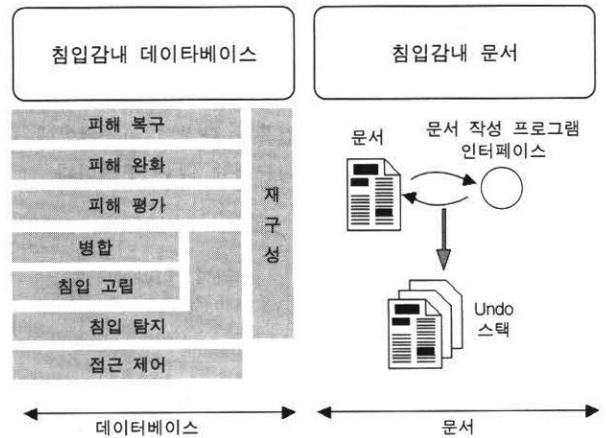 침입감내 데이타베이스
피해 복구
피해 완화
피해 평가
병합
침입 고립
침입 탐지
접근 제어
재
구
성
데이터베이스
침입감내 문서
문서
문서 작성 프로그램
인터페이스
Undo
스택
문서